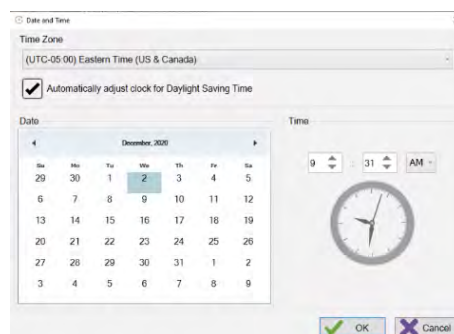 Date and Time
Time Zone
(UTC-05:00) Eastern Time (US & Canada)
Automatically adjust clock for Daylight Saving Time
Date
Time
December, 2020
Su Mo Tu We Th Fr Sa
29 30 1 2 3 4 5
6 7 8 9 10 11 12
13 14 15 16 17 18 19
20 21 22 23 24 25 26
27 28 29 30 31 1 2
3 4 5 6 7 8 9
9 : 31 AM
OK
Cancel